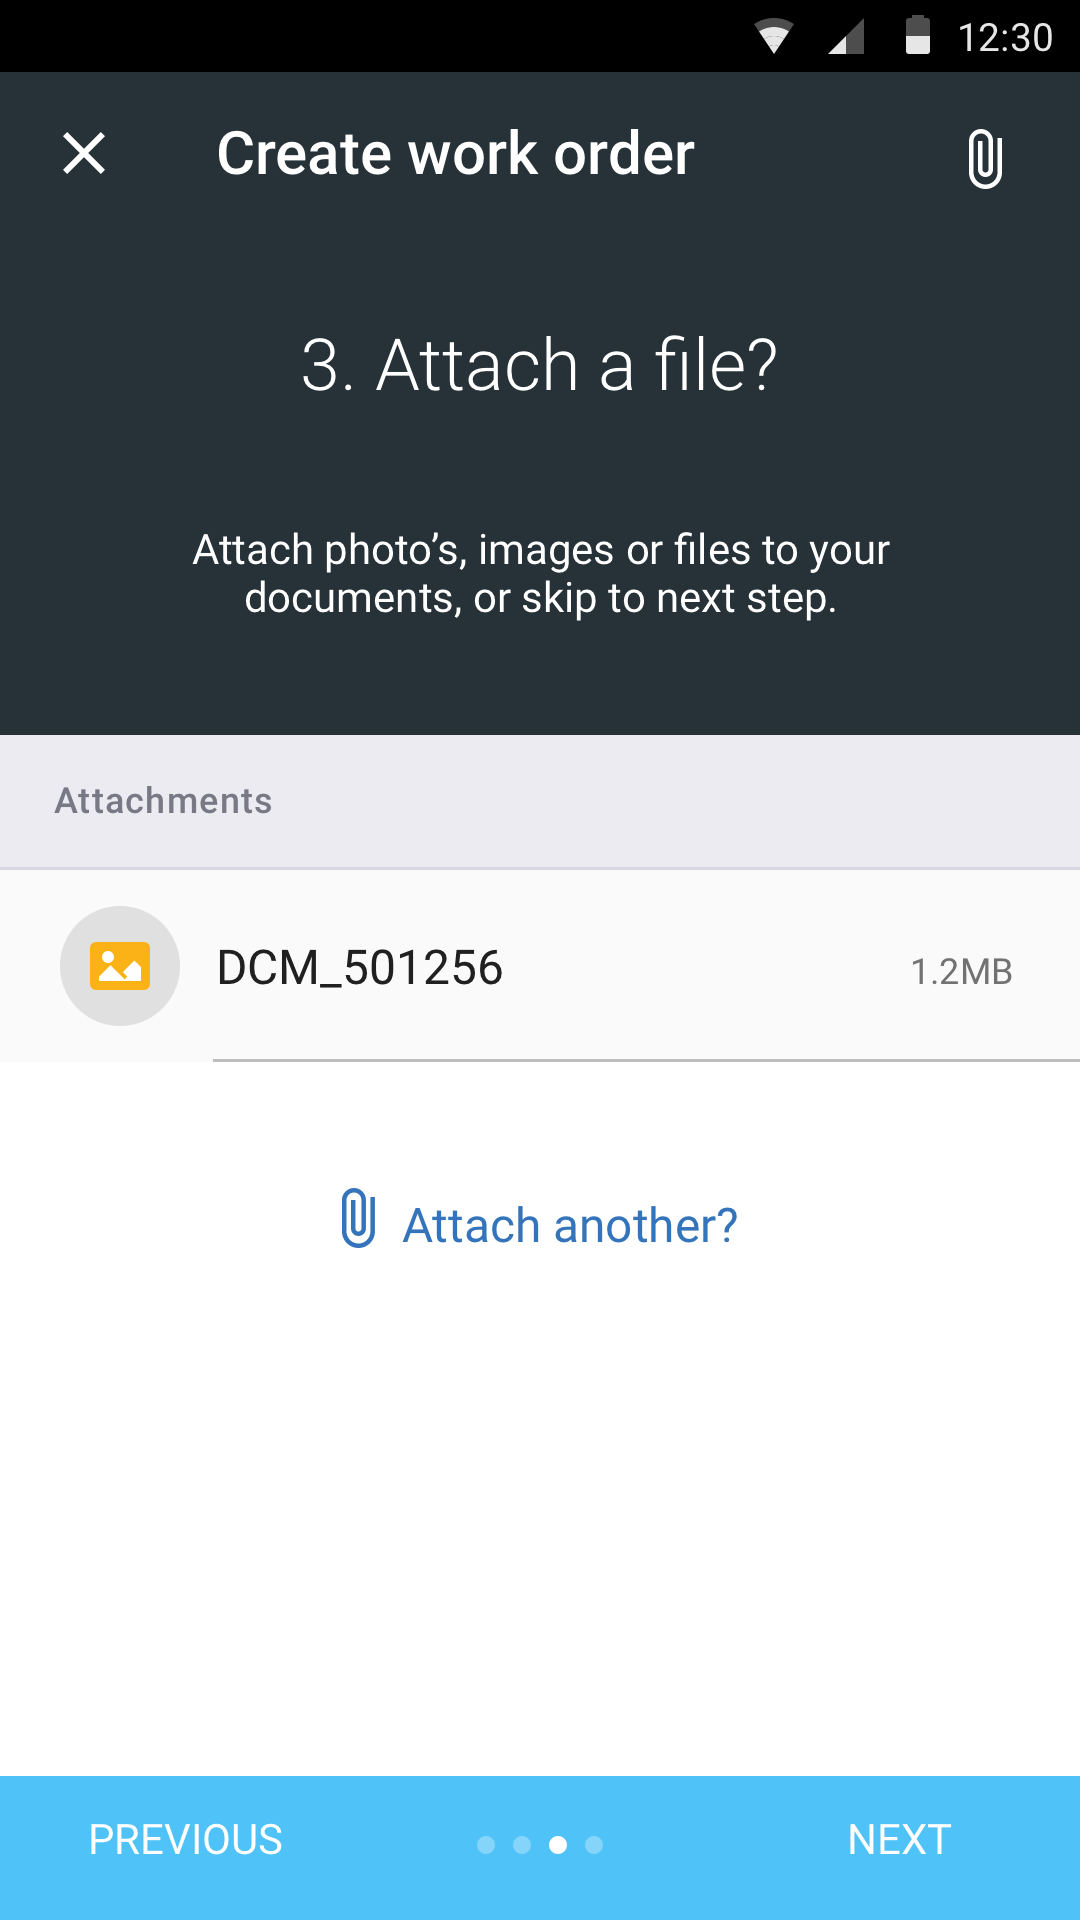 12:30
Create work order
3. Attach a file?
Attach photo’s, images or files to your
documents, or skip to next step.
Attachments
DCM_501256
1.2MB
Attach another?
PREVIOUS
NEXT